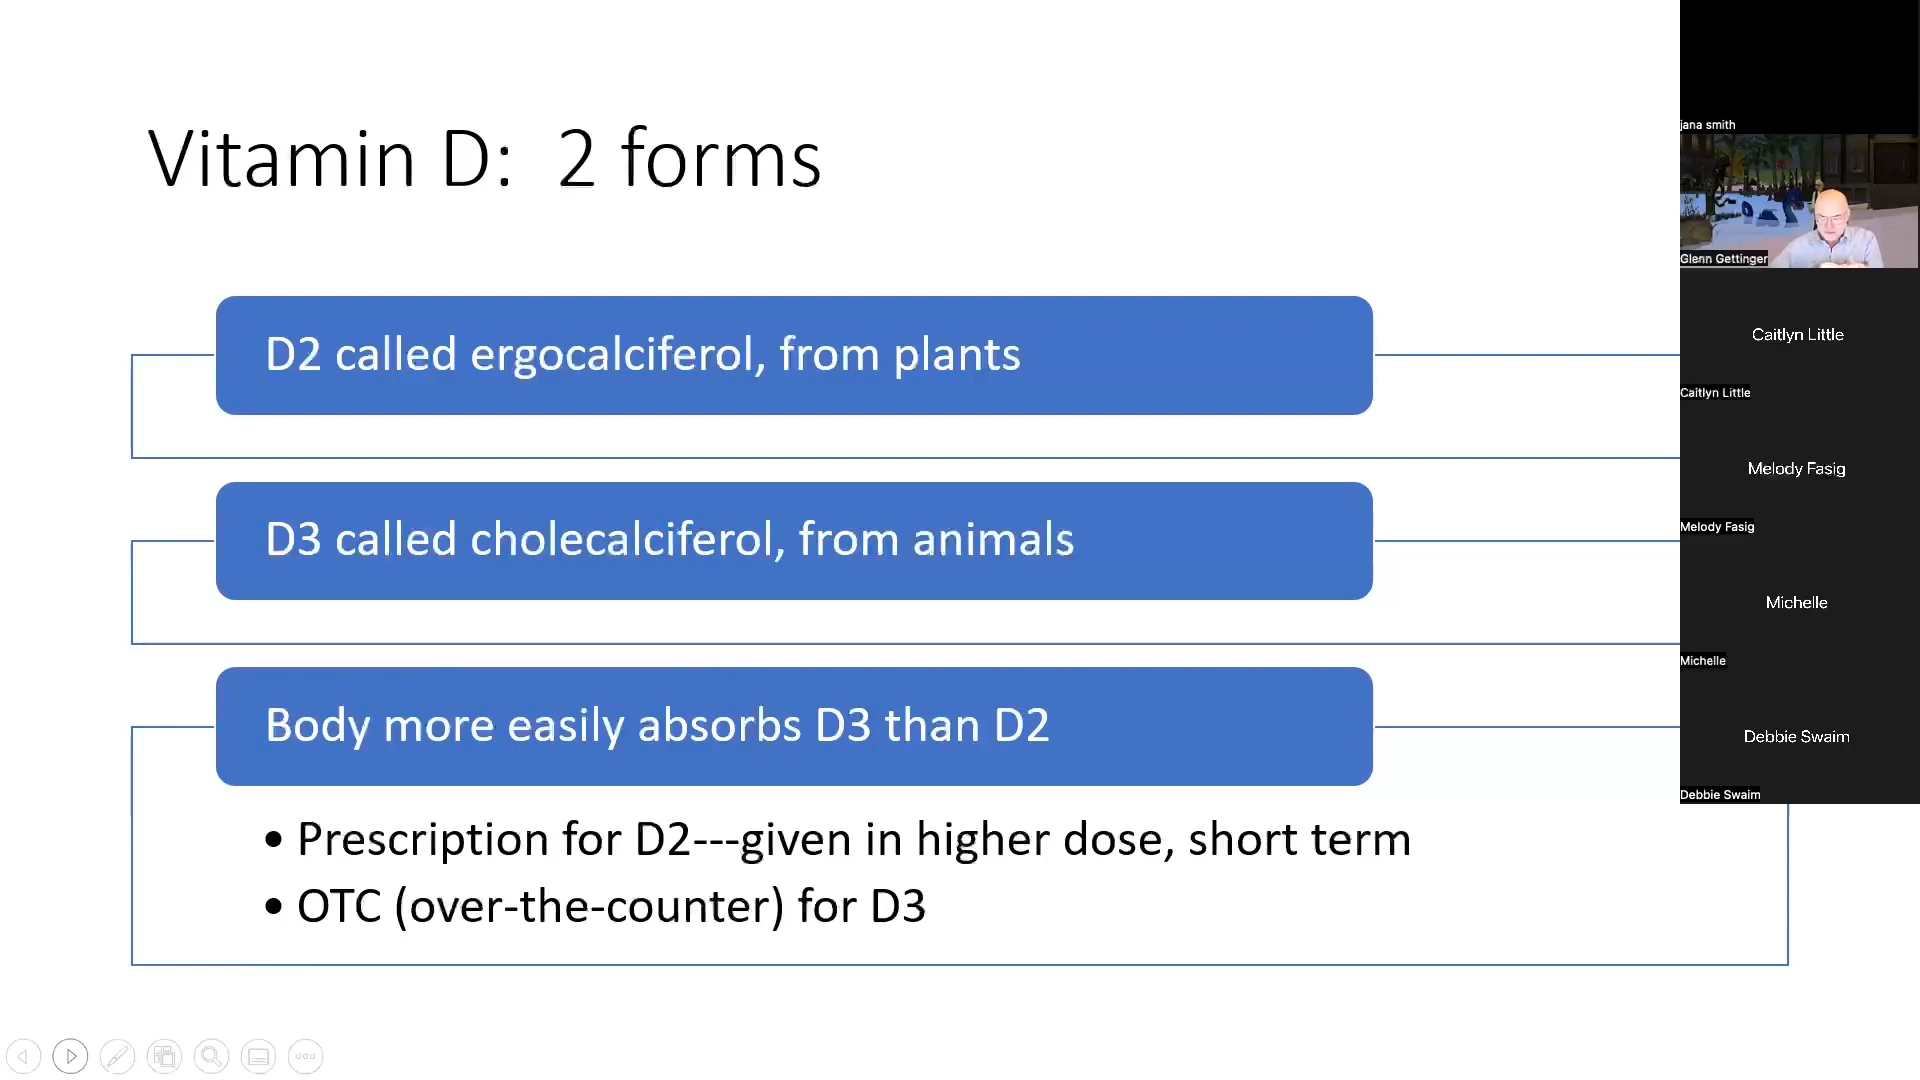 Vitamin D:  2 forms
D2 called ergocalciferol, from plants
D3 called cholecalciferol, from animals
Body more easily absorbs D3 than D2
• Prescription for D2---given in higher dose, short term
• OTC (over-the-counter) for D3
jana smith
Glenn Gettinger
Caitlyn Little
Caitlyn Little
Melody Fasig
Melody Fasig
Michelle
Michelle
Debbie Swaim
Debbie Swaim